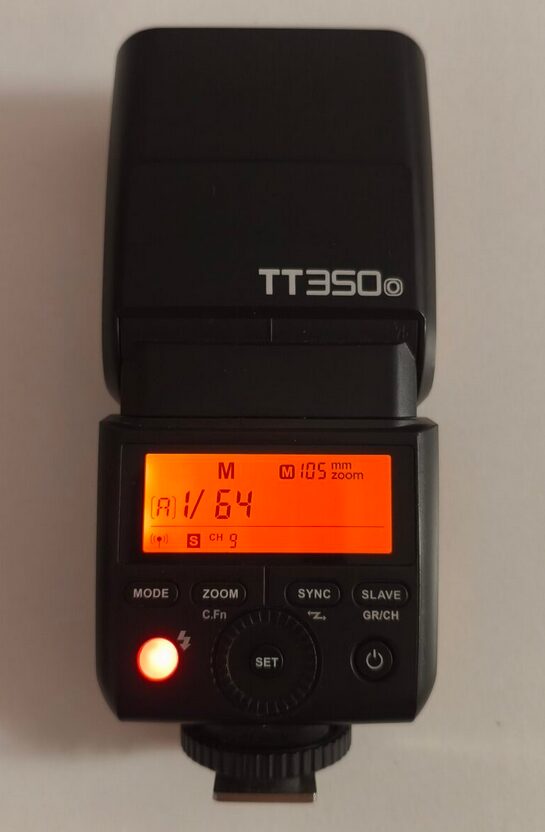 TT350o
M M 105 mm zoom
[A] 1/64
S CH 9
MODE ZOOM SYNC SLAVE
C.Fn GR/CH
SET